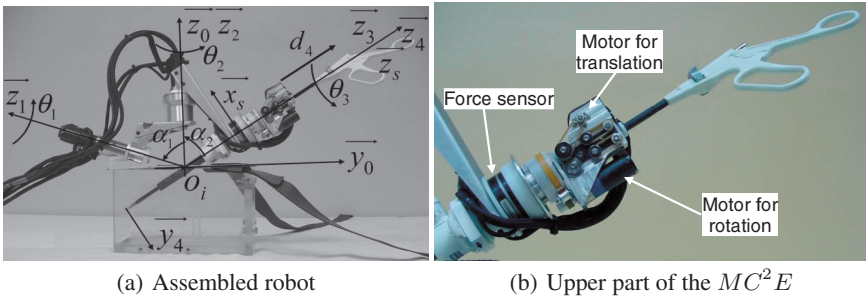 z0
z2
θ2
z1
θ1
d4
z3
z4
zs
θ3
xs
α1
α2
y0
Oi
y4
Motor for
translation
Force sensor
Motor for
rotation
(a) Assembled robot
(b) Upper part of the MC²E